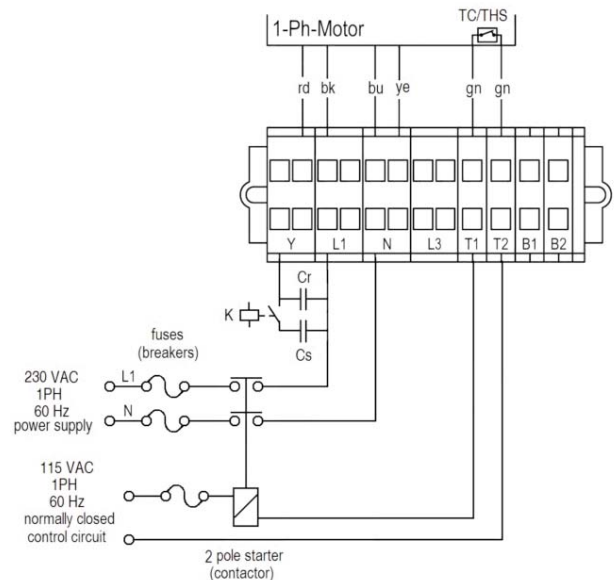 TC/THS
1-Ph-Motor
rd bk bu ye gn gn
Y L1 N L3 T1 T2 B1 B2
Cr
K
Cs
fuses
(breakers)
230 VAC
1PH
60 Hz
power supply
L1
N
115 VAC
1PH
60 Hz
normally closed
control circuit
2 pole starter
(contactor)